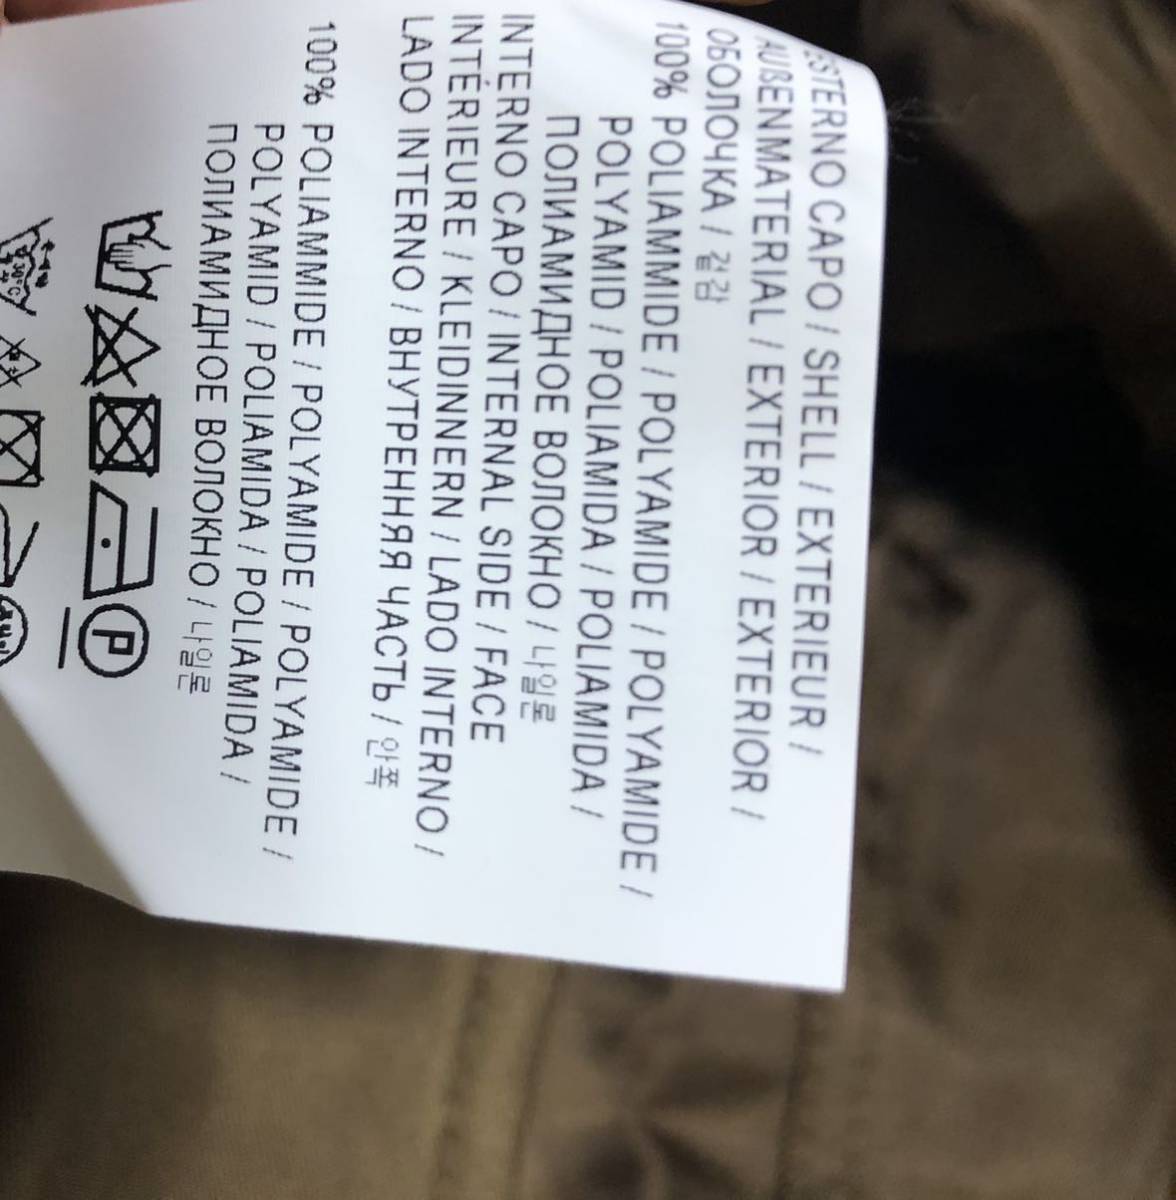 ESTERNO CAPO / SHELL / EXTERIEUR /
AUßENMATERIAL / EXTERIOR / EXTERIOR /
ОБОЛОЧКА / 겉감
100% POLIAMMIDE / POLYAMIDE / POLYAMIDE /
POLYAMID / POLIAMIDA / POLIAMIDA /
ПОЛИАМИДНОЕ ВОЛОКНО / 나일론
INTERNO CAPO / INTERNAL SIDE / FACE
INTÉRIEURE / KLEIDINNERN / LADO INTERNO /
LADO INTERNO / ВНУТРЕННЯЯ ЧАСТЬ / 안쪽
100% POLIAMMIDE / POLYAMIDE / POLYAMIDE /
POLYAMID / POLIAMIDA / POLIAMIDA /
ПОЛИАМИДНОЕ ВОЛОКНО / 나일론
P
30°C